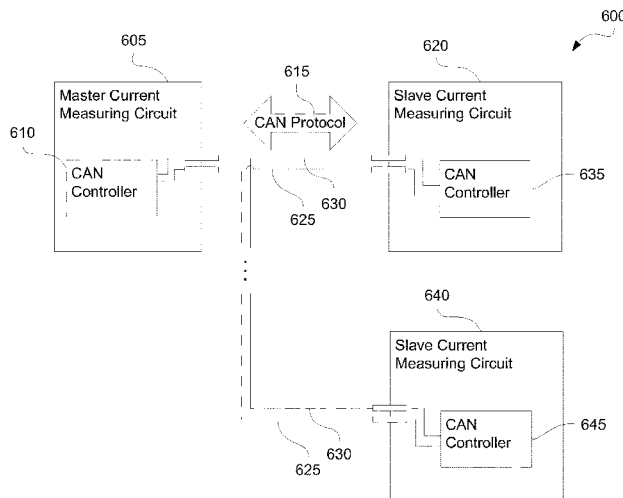 600
605
615
620
Master Current
Measuring Circuit
CAN Protocol
Slave Current
Measuring Circuit
610
CAN
Controller
CAN
Controller
635
625
630
640
Slave Current
Measuring Circuit
CAN
Controller
645
625
630